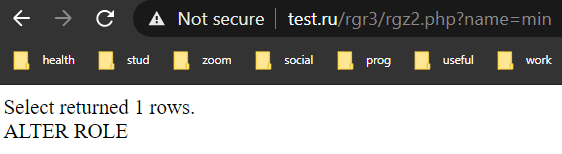 Not secure | test.ru/rgr3/rgz2.php?name=min
health stud zoom social prog useful work
Select returned 1 rows.
ALTER ROLE